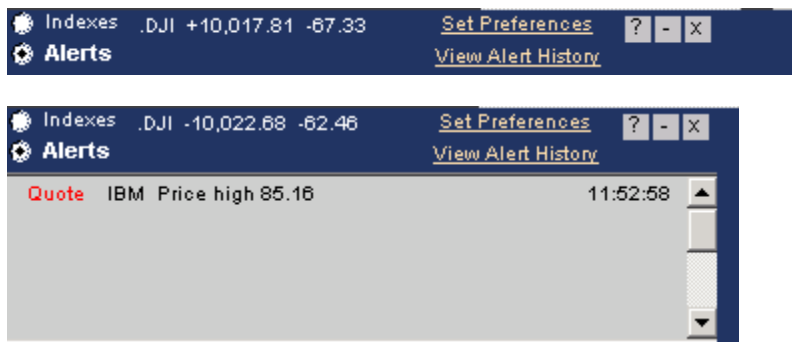 Indexes .DJI +10,017.81 -67.33 Set Preferences ? - x
Alerts View Alert History
Indexes .DJI -10,022.68 -62.46 Set Preferences ? - x
Alerts View Alert History
Quote IBM Price high 85.16 11:52:58